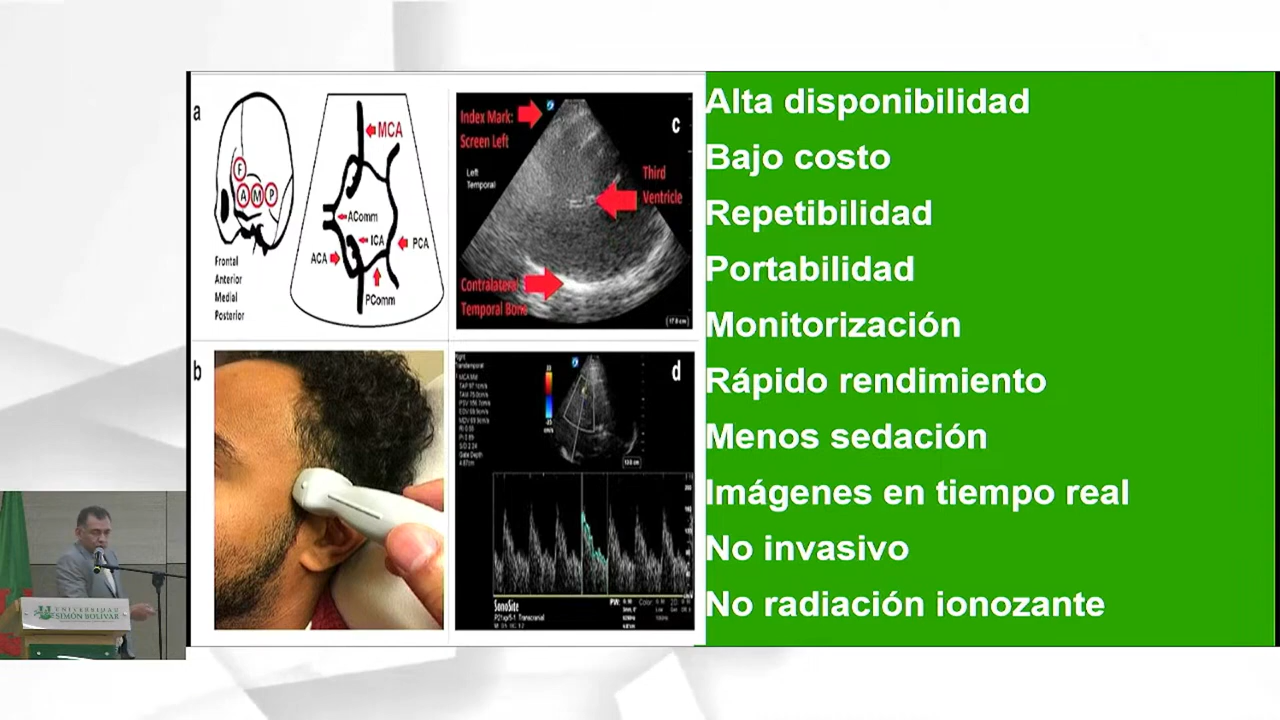 a
F
A M P
Frontal
Anterior
Medial
Posterior
MCA
AComm
ICA
PCA
ACA
PComm
Index Mark:
Screen Left
c
Left
Temporal
Third
Ventricle
Contralateral
Temporal Bone
b
d
SonoSite
Transcranial
Alta disponibilidad
Bajo costo
Repetibilidad
Portabilidad
Monitorización
Rápido rendimiento
Menos sedación
Imágenes en tiempo real
No invasivo
No radiación ionozante
UNIVERSIDAD
SIMÓN BOLÍVAR